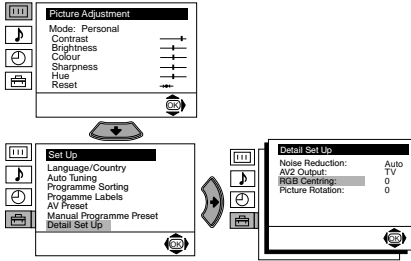 Picture Adjustment
Mode: Personal
Contrast
Brightness
Colour
Sharpness
Hue
Reset
OK
Set Up
Language/Country
Auto Tuning
Programme Sorting
Progamme Labels
AV Preset
Manual Programme Preset
Detail Set Up
OK
Detail Set Up
Noise Reduction: Auto
AV2 Output: TV
RGB Centring: 0
Picture Rotation: 0
OK